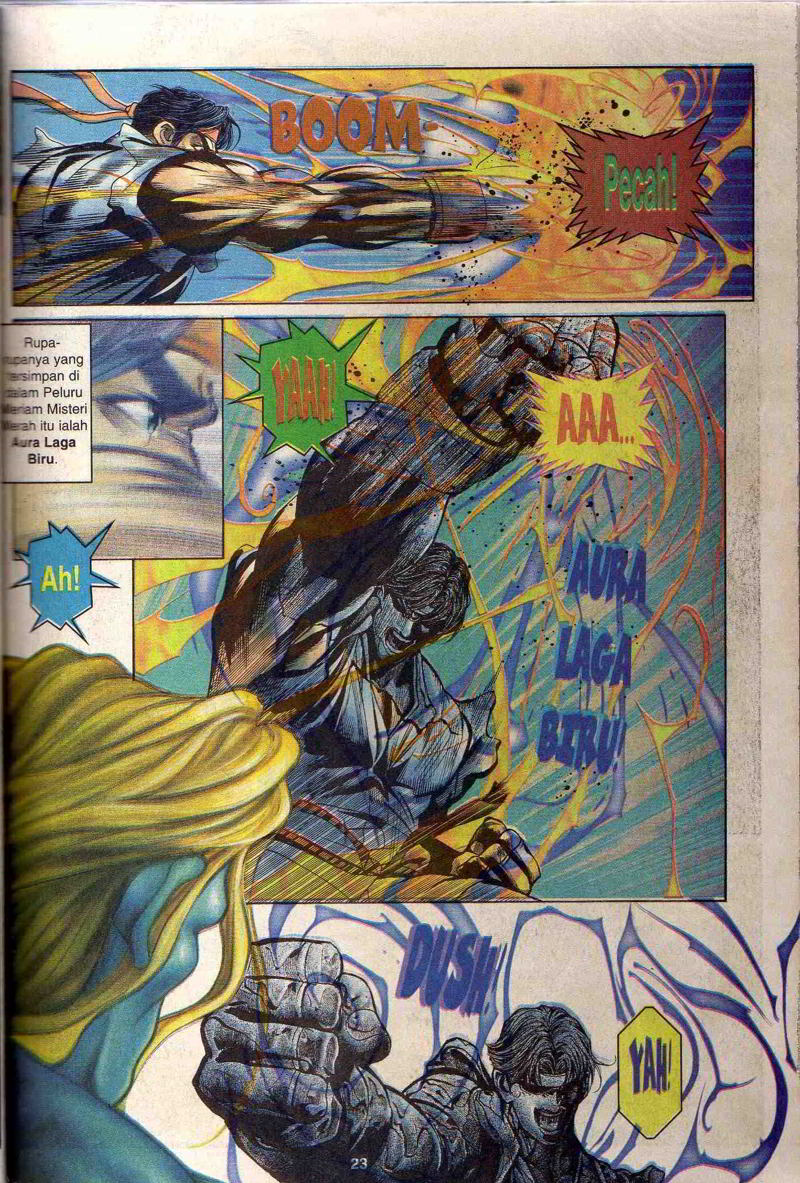 BOOM-
Pecah!
Rupa-
rupanya yang
tersimpan di
dalam Peluru
Meriam Misteri
Merah itu ialah
Aura Laga
Biru.
YAAH!
AAA...
Ah!
AURA
LAGA
BIRU!
DUSH!
YAH!
23